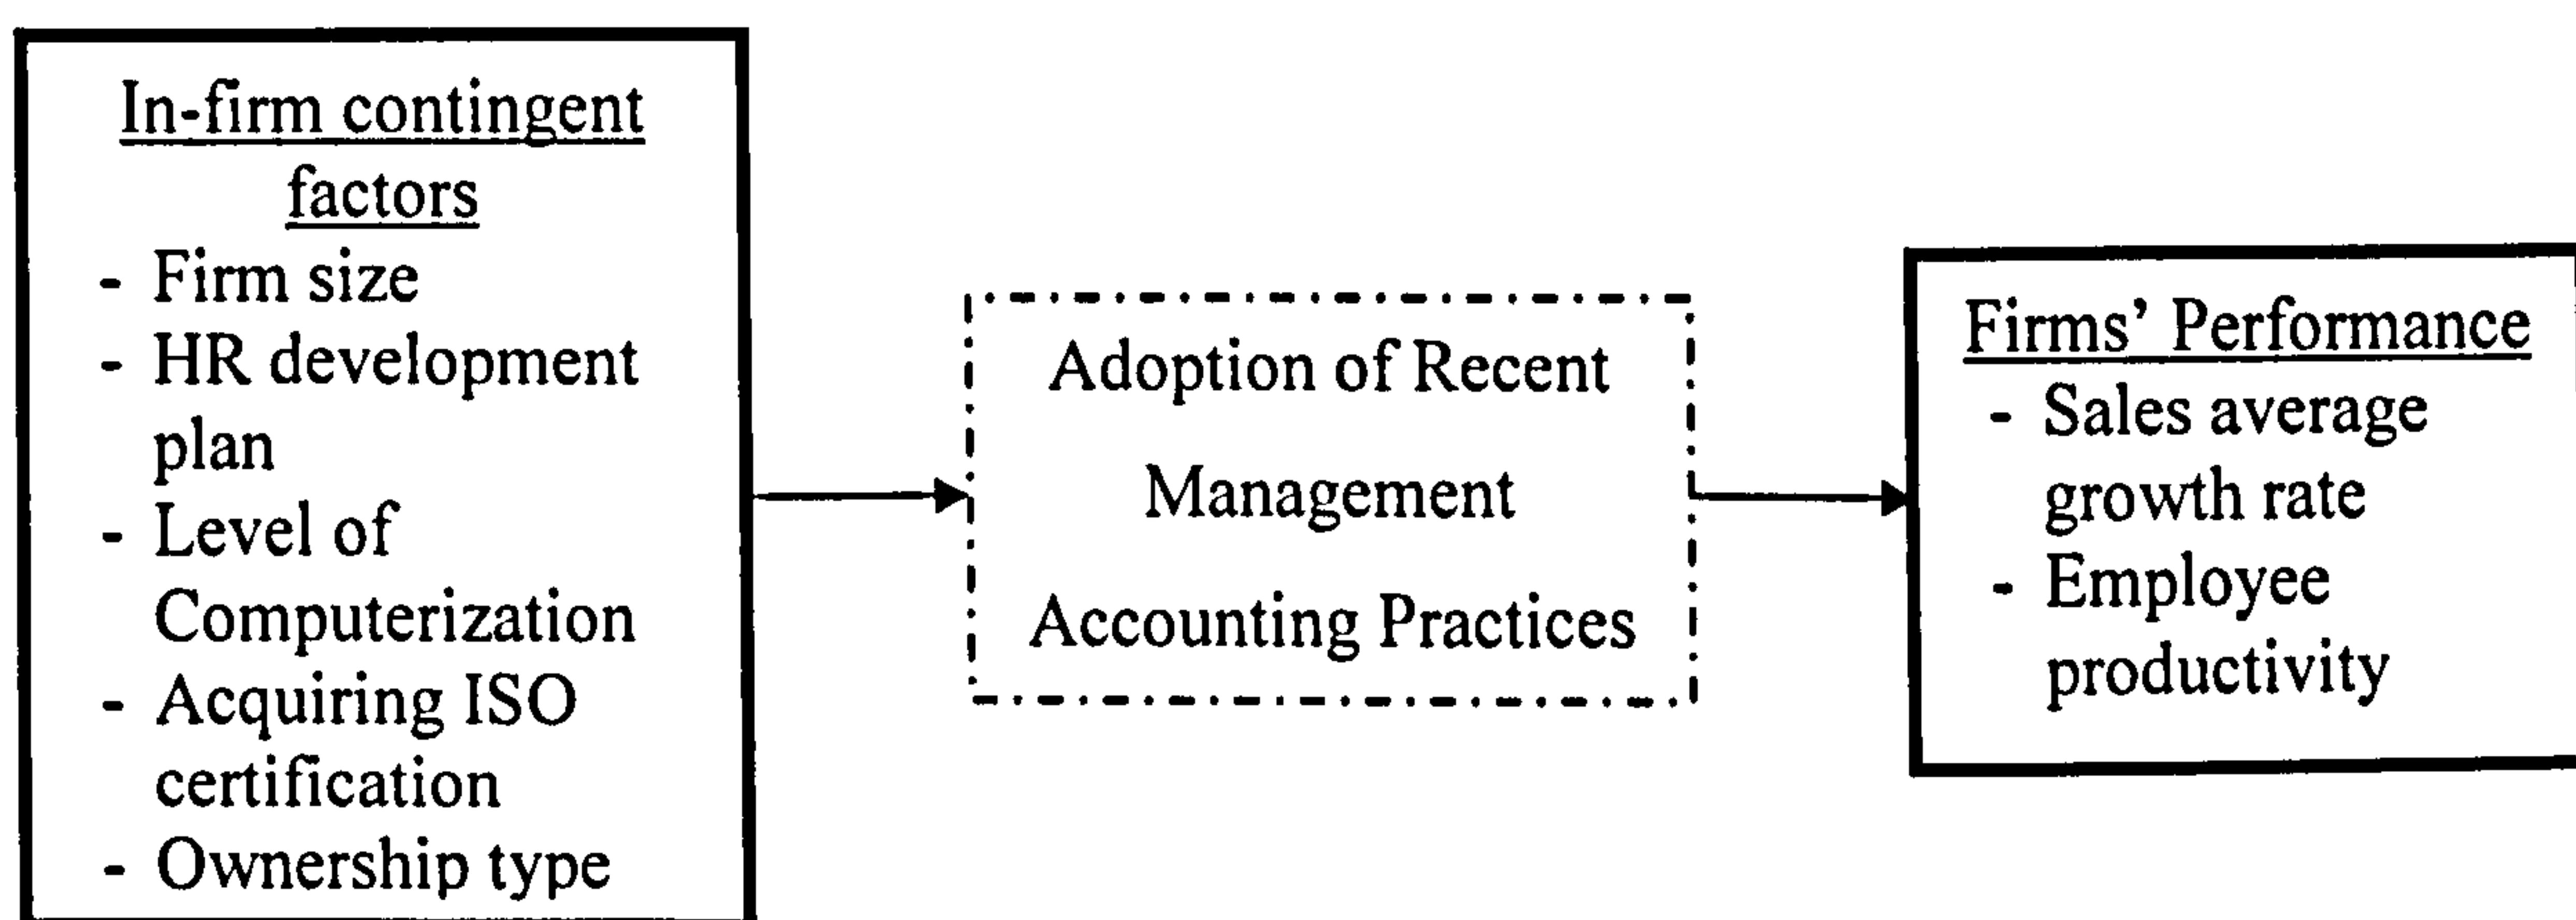 In-firm contingent
factors
- Firm size
- HR development
plan
- Level of
Computerization
- Acquiring ISO
certification
- Ownership type
Adoption of Recent
Management
Accounting Practices
Firms’ Performance
- Sales average
growth rate
- Employee
productivity